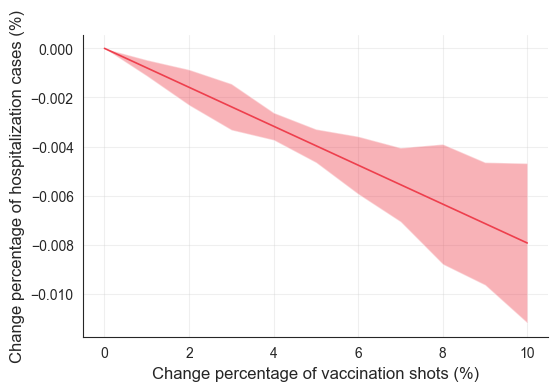 Change percentage of hospitalization cases (%)
0.000
−0.002
−0.004
−0.006
−0.008
−0.010
0 2 4 6 8 10
Change percentage of vaccination shots (%)